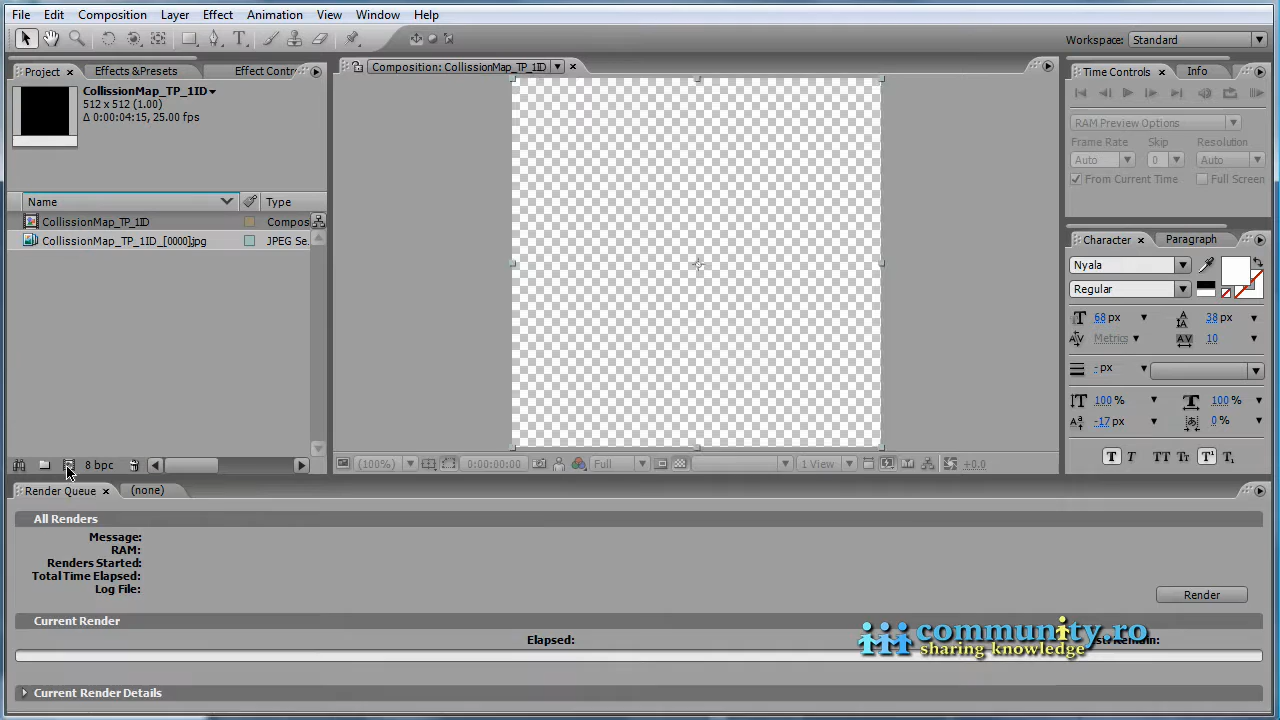 File Edit Composition Layer Effect Animation View Window Help
Workspace: Standard
Project × Effects & Presets Effect Contr
Composition: CollissionMap_TP_1ID ×
Time Controls × Info
CollissionMap_TP_1ID
512 x 512 (1.00)
Δ 0:00:04:15, 25.00 fps
RAM Preview Options
Frame Rate Skip Resolution
Auto 0 Auto
From Current Time Full Screen
Name Type
CollissionMap_TP_1ID Compos
CollissionMap_TP_1ID_[0000].jpg JPEG Se
Character × Paragraph
Nyala
Regular
68 px 38 px
Metrics 10
- px
100 % 100 %
-17 px 0 %
T T TT Tr T¹ T₁
8 bpc
(100%) 0:00:00:00 Full 1 View +0.0
Render Queue × (none)
All Renders
Message:
RAM:
Renders Started:
Total Time Elapsed:
Log File:
Render
Current Render
Elapsed:
Remain:
community.ro
sharing knowledge
Current Render Details